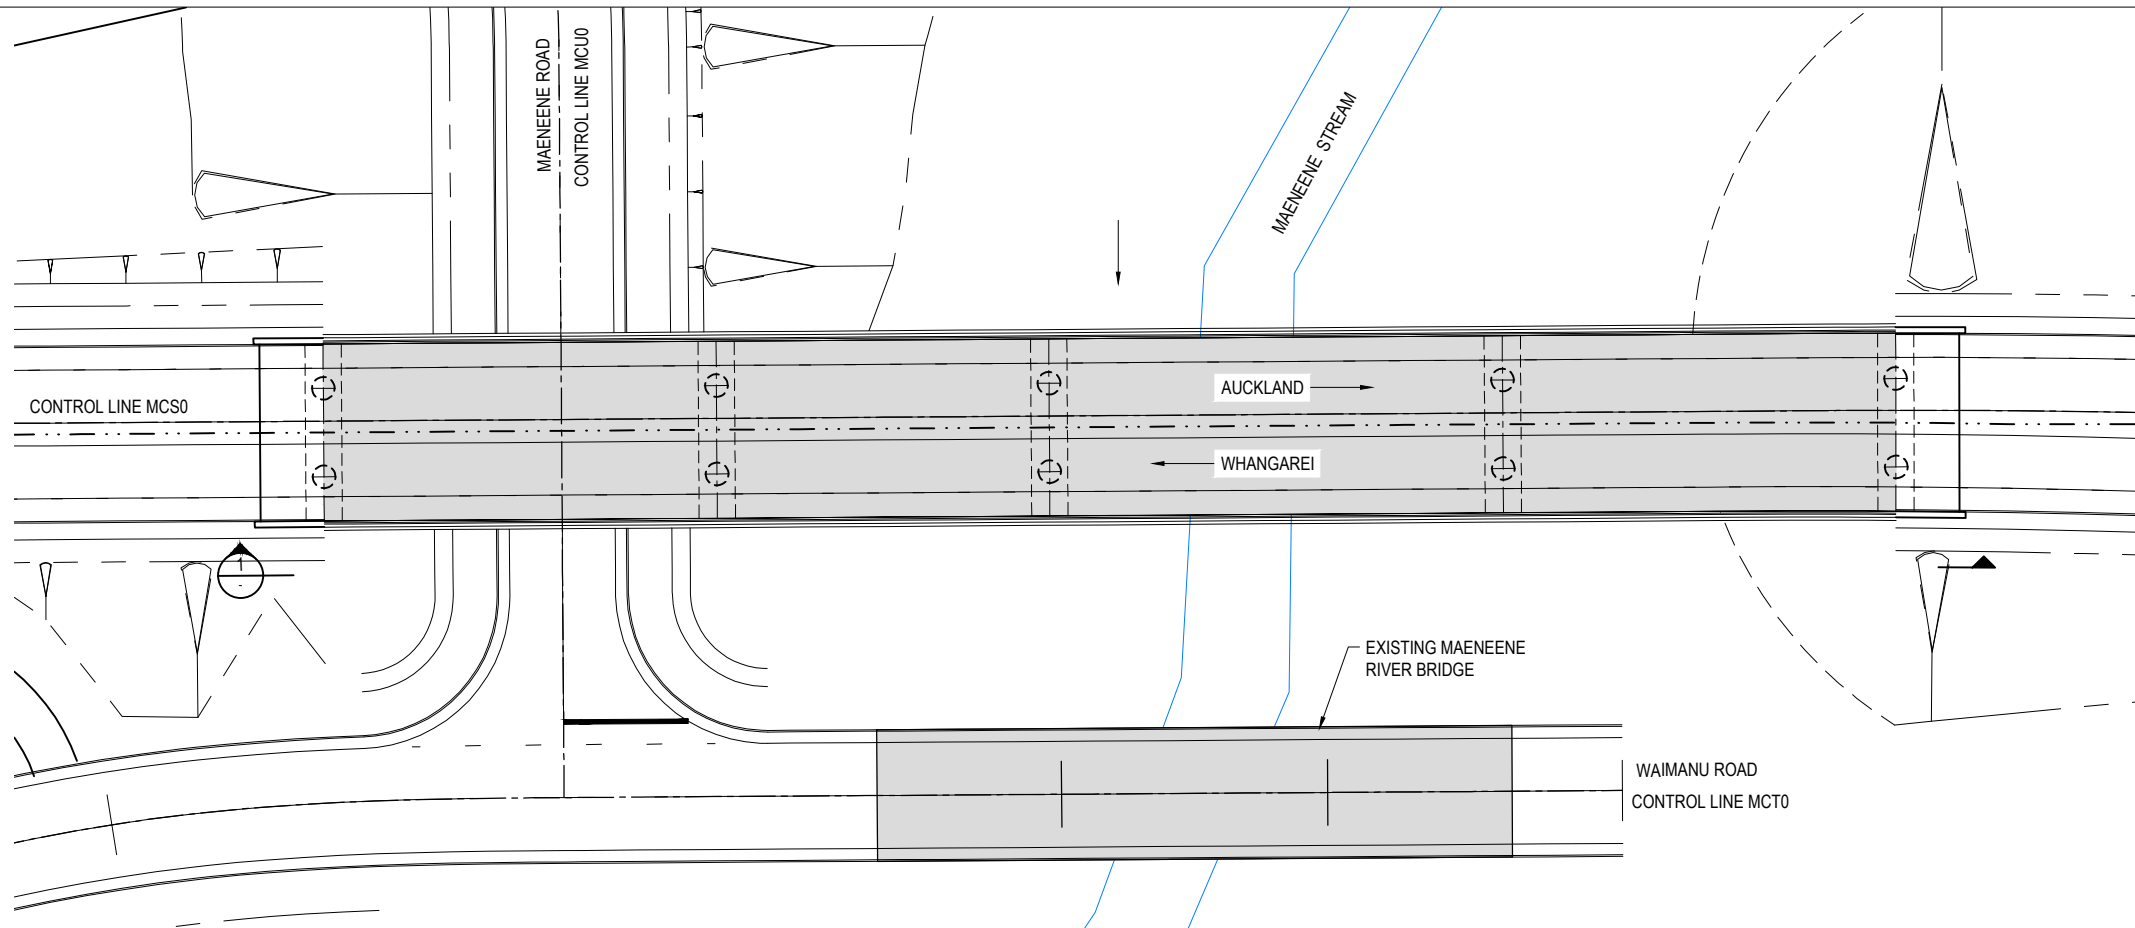 MAENEENE ROAD
CONTROL LINE MCU0
MAENEENE STREAM
AUCKLAND
CONTROL LINE MCS0
WHANGAREI
1
-
EXISTING MAENEENE
RIVER BRIDGE
WAIMANU ROAD
CONTROL LINE MCT0